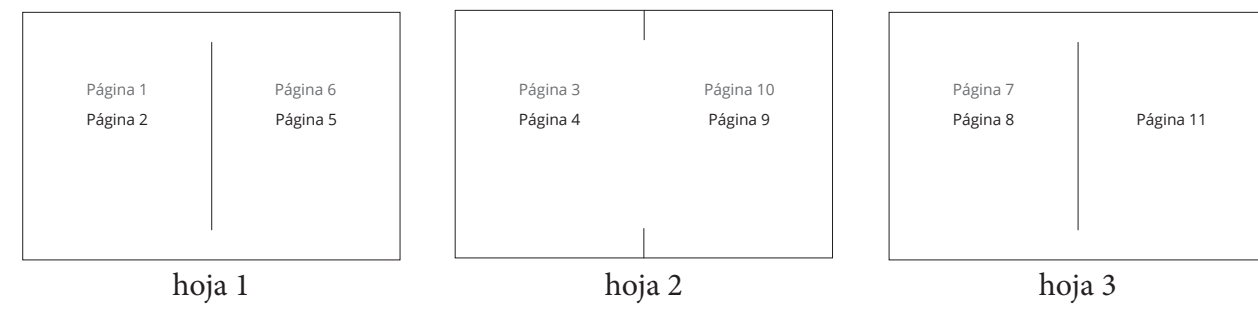 Página 1
Página 6
Página 2
Página 5
hoja 1
Página 3
Página 10
Página 4
Página 9
hoja 2
Página 7
Página 8
Página 11
hoja 3